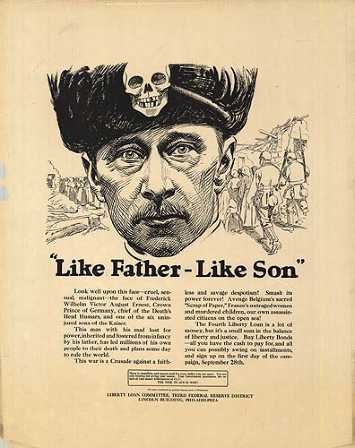 "Like Father - Like Son"
Look well upon this face—cruel, sen-
sual, malignant—the face of Frederick
Wilhelm Victor August Ernest, Crown
Prince of Germany, chief of the Death's
Head Hussars, and one of the six unin-
jured sons of the Kaiser.
This man with his mad lust for
power, inherited and fostered from infancy
by his father, has led millions of his own
people to their death and plans some day
to rule the world.
This war is a Crusade against a faith-
less and savage despotism! Smash its
power forever! Avenge Belgium's sacred
"Scrap of Paper," France's outraged women
and murdered children, our own assassin-
ated citizens on the open sea!
The Fourth Liberty Loan is a lot of
money, but it's a small sum in the balance
of liberty and justice. Buy Liberty Bonds
—all you have the cash to pay for, and all
you can possibly swing on installments,
and sign up on the first day of the cam-
paign, September 28th.
LIBERTY LOAN COMMITTEE, THIRD FEDERAL RESERVE DISTRICT
LINCOLN BUILDING, PHILADELPHIA